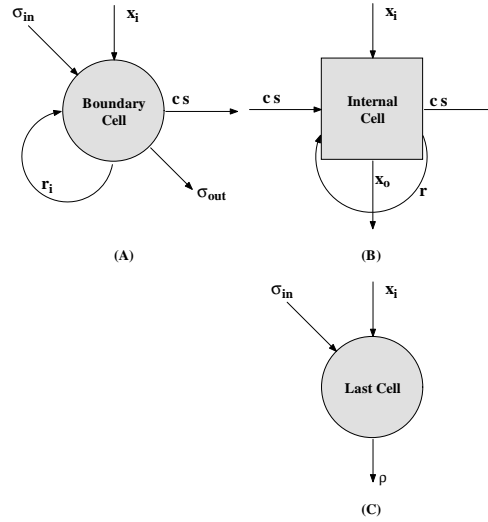 σin
xi
Boundary
Cell
c s
ri
σout
(A)
xi
c s
Internal
Cell
c s
xo
r
(B)
σin
xi
Last Cell
ρ
(C)